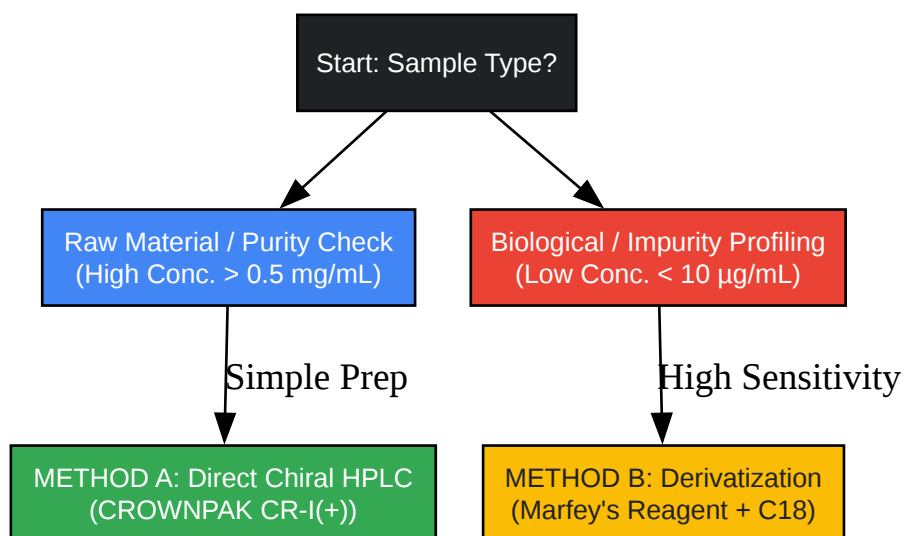 Start: Sample Type?
Raw Material / Purity Check
(High Conc. > 0.5 mg/mL)
Biological / Impurity Profiling
(Low Conc. < 10 µg/mL)
Simple Prep
High Sensitivity
METHOD A: Direct Chiral HPLC
(CROWNPAK CR-I(+))
METHOD B: Derivatization
(Marfey's Reagent + C18)